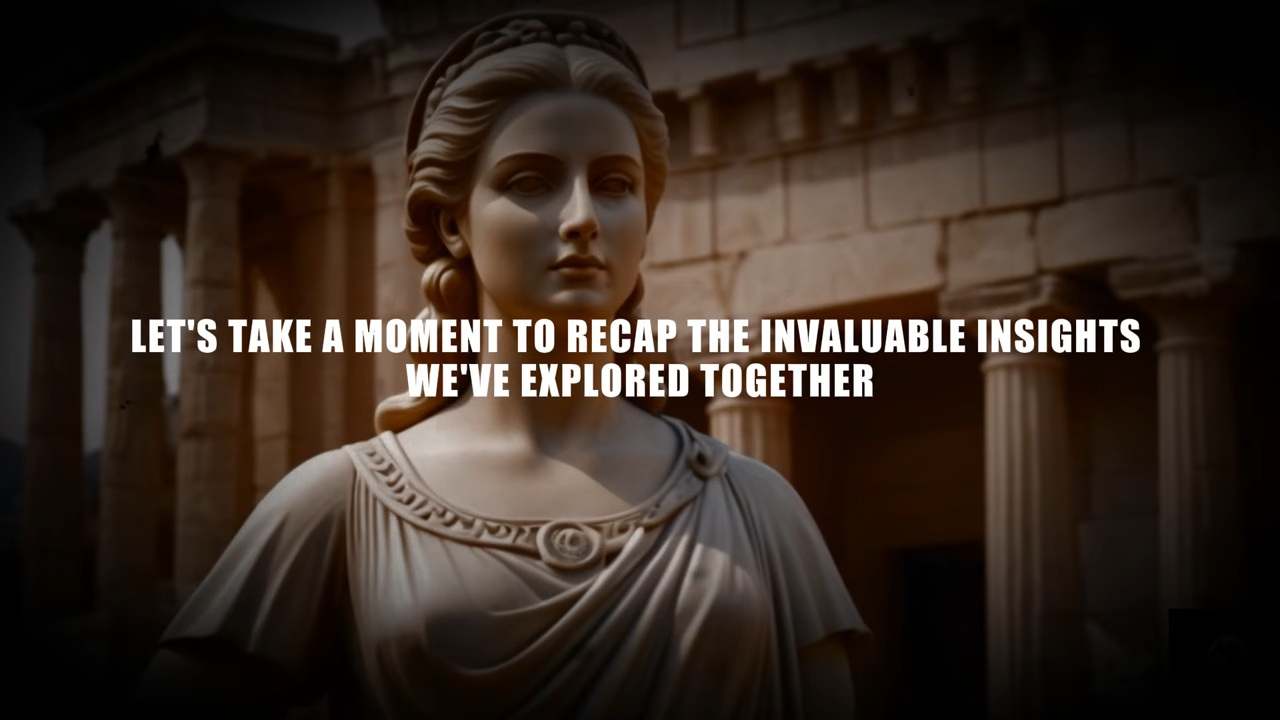 LET'S TAKE A MOMENT TO RECAP THE INVALUABLE INSIGHTS
WE'VE EXPLORED TOGETHER